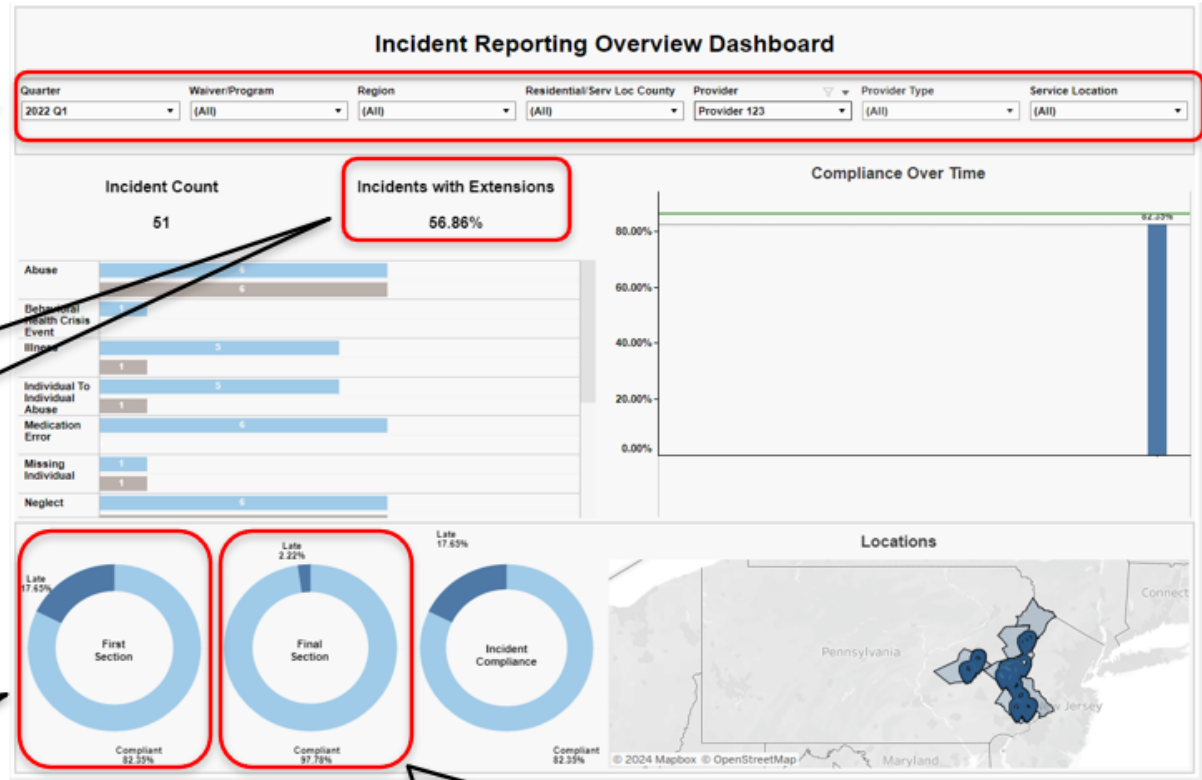 Incident Reporting Overview Dashboard
Quarter Waiver/Program Region Residential/Serv Loc County Provider Provider Type Service Location
2022 Q1 (All) (All) (All) Provider 123 (All) (All)
Incident Count
51
Incidents with Extensions
56.86%
Abuse
6
6
Behavioral
Health Crisis
Event
1
Illness
5
1
Individual To
Individual
Abuse
5
1
Medication
Error
6
Missing
Individual
1
1
Neglect
6
Compliance Over Time
82.35%
80.00%
60.00%
40.00%
20.00%
0.00%
Late
17.65%
First
Section
Compliant
82.35%
Late
2.22%
Final
Section
Compliant
97.78%
Late
17.65%
Incident
Compliance
Compliant
82.35%
Locations
Connect
Pennsylvania
Jersey
Maryland
© 2024 Mapbox © OpenStreetMap